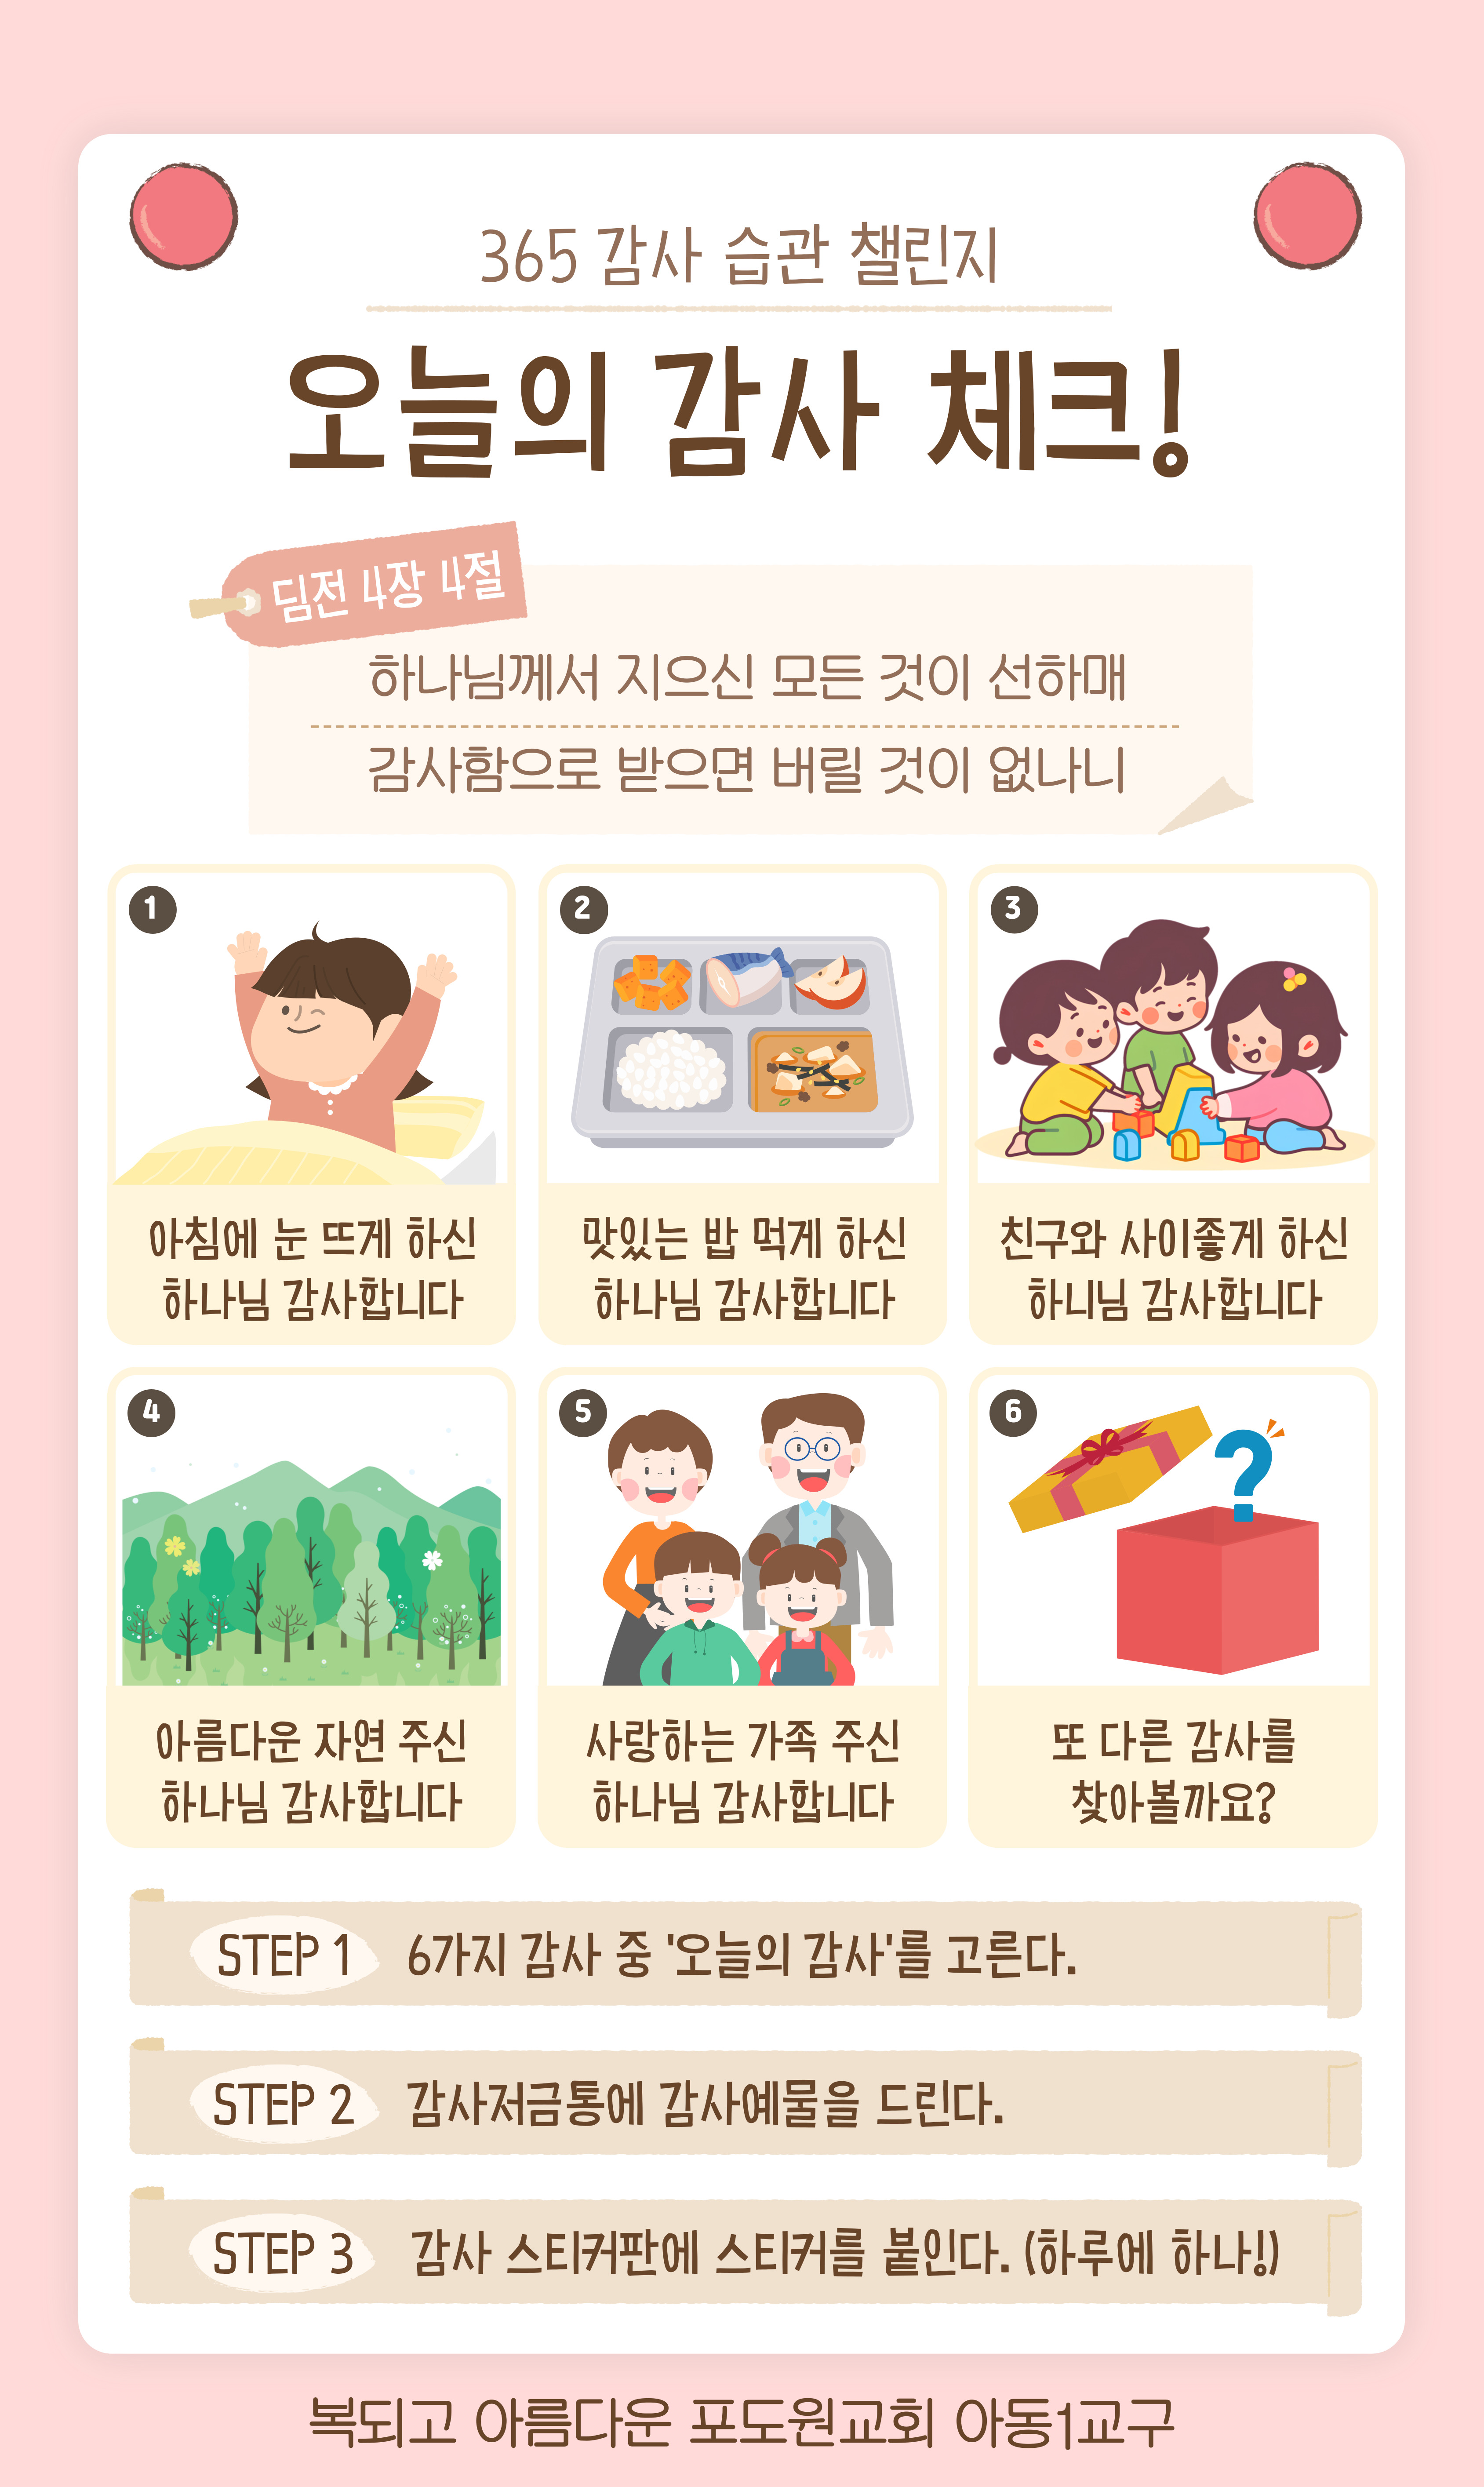 365 감사 습관 챌린지
오늘의 감사 체크!
딤전 4장 4절
하나님께서 지으신 모든 것이 선하매
감사함으로 받으면 버릴 것이 없나니
1
아침에 눈 뜨게 하신
하나님 감사합니다
2
맛있는 밥 먹게 하신
하나님 감사합니다
3
친구와 사이좋게 하신
하니님 감사합니다
4
아름다운 자연 주신
하나님 감사합니다
5
사랑하는 가족 주신
하나님 감사합니다
6
?
또 다른 감사를
찾아볼까요?
STEP 1 6가지 감사 중 '오늘의 감사'를 고른다.
STEP 2 감사저금통에 감사예물을 드린다.
STEP 3 감사 스티커판에 스티커를 붙인다. (하루에 하나!)
복되고 아름다운 포도원교회 아동1교구